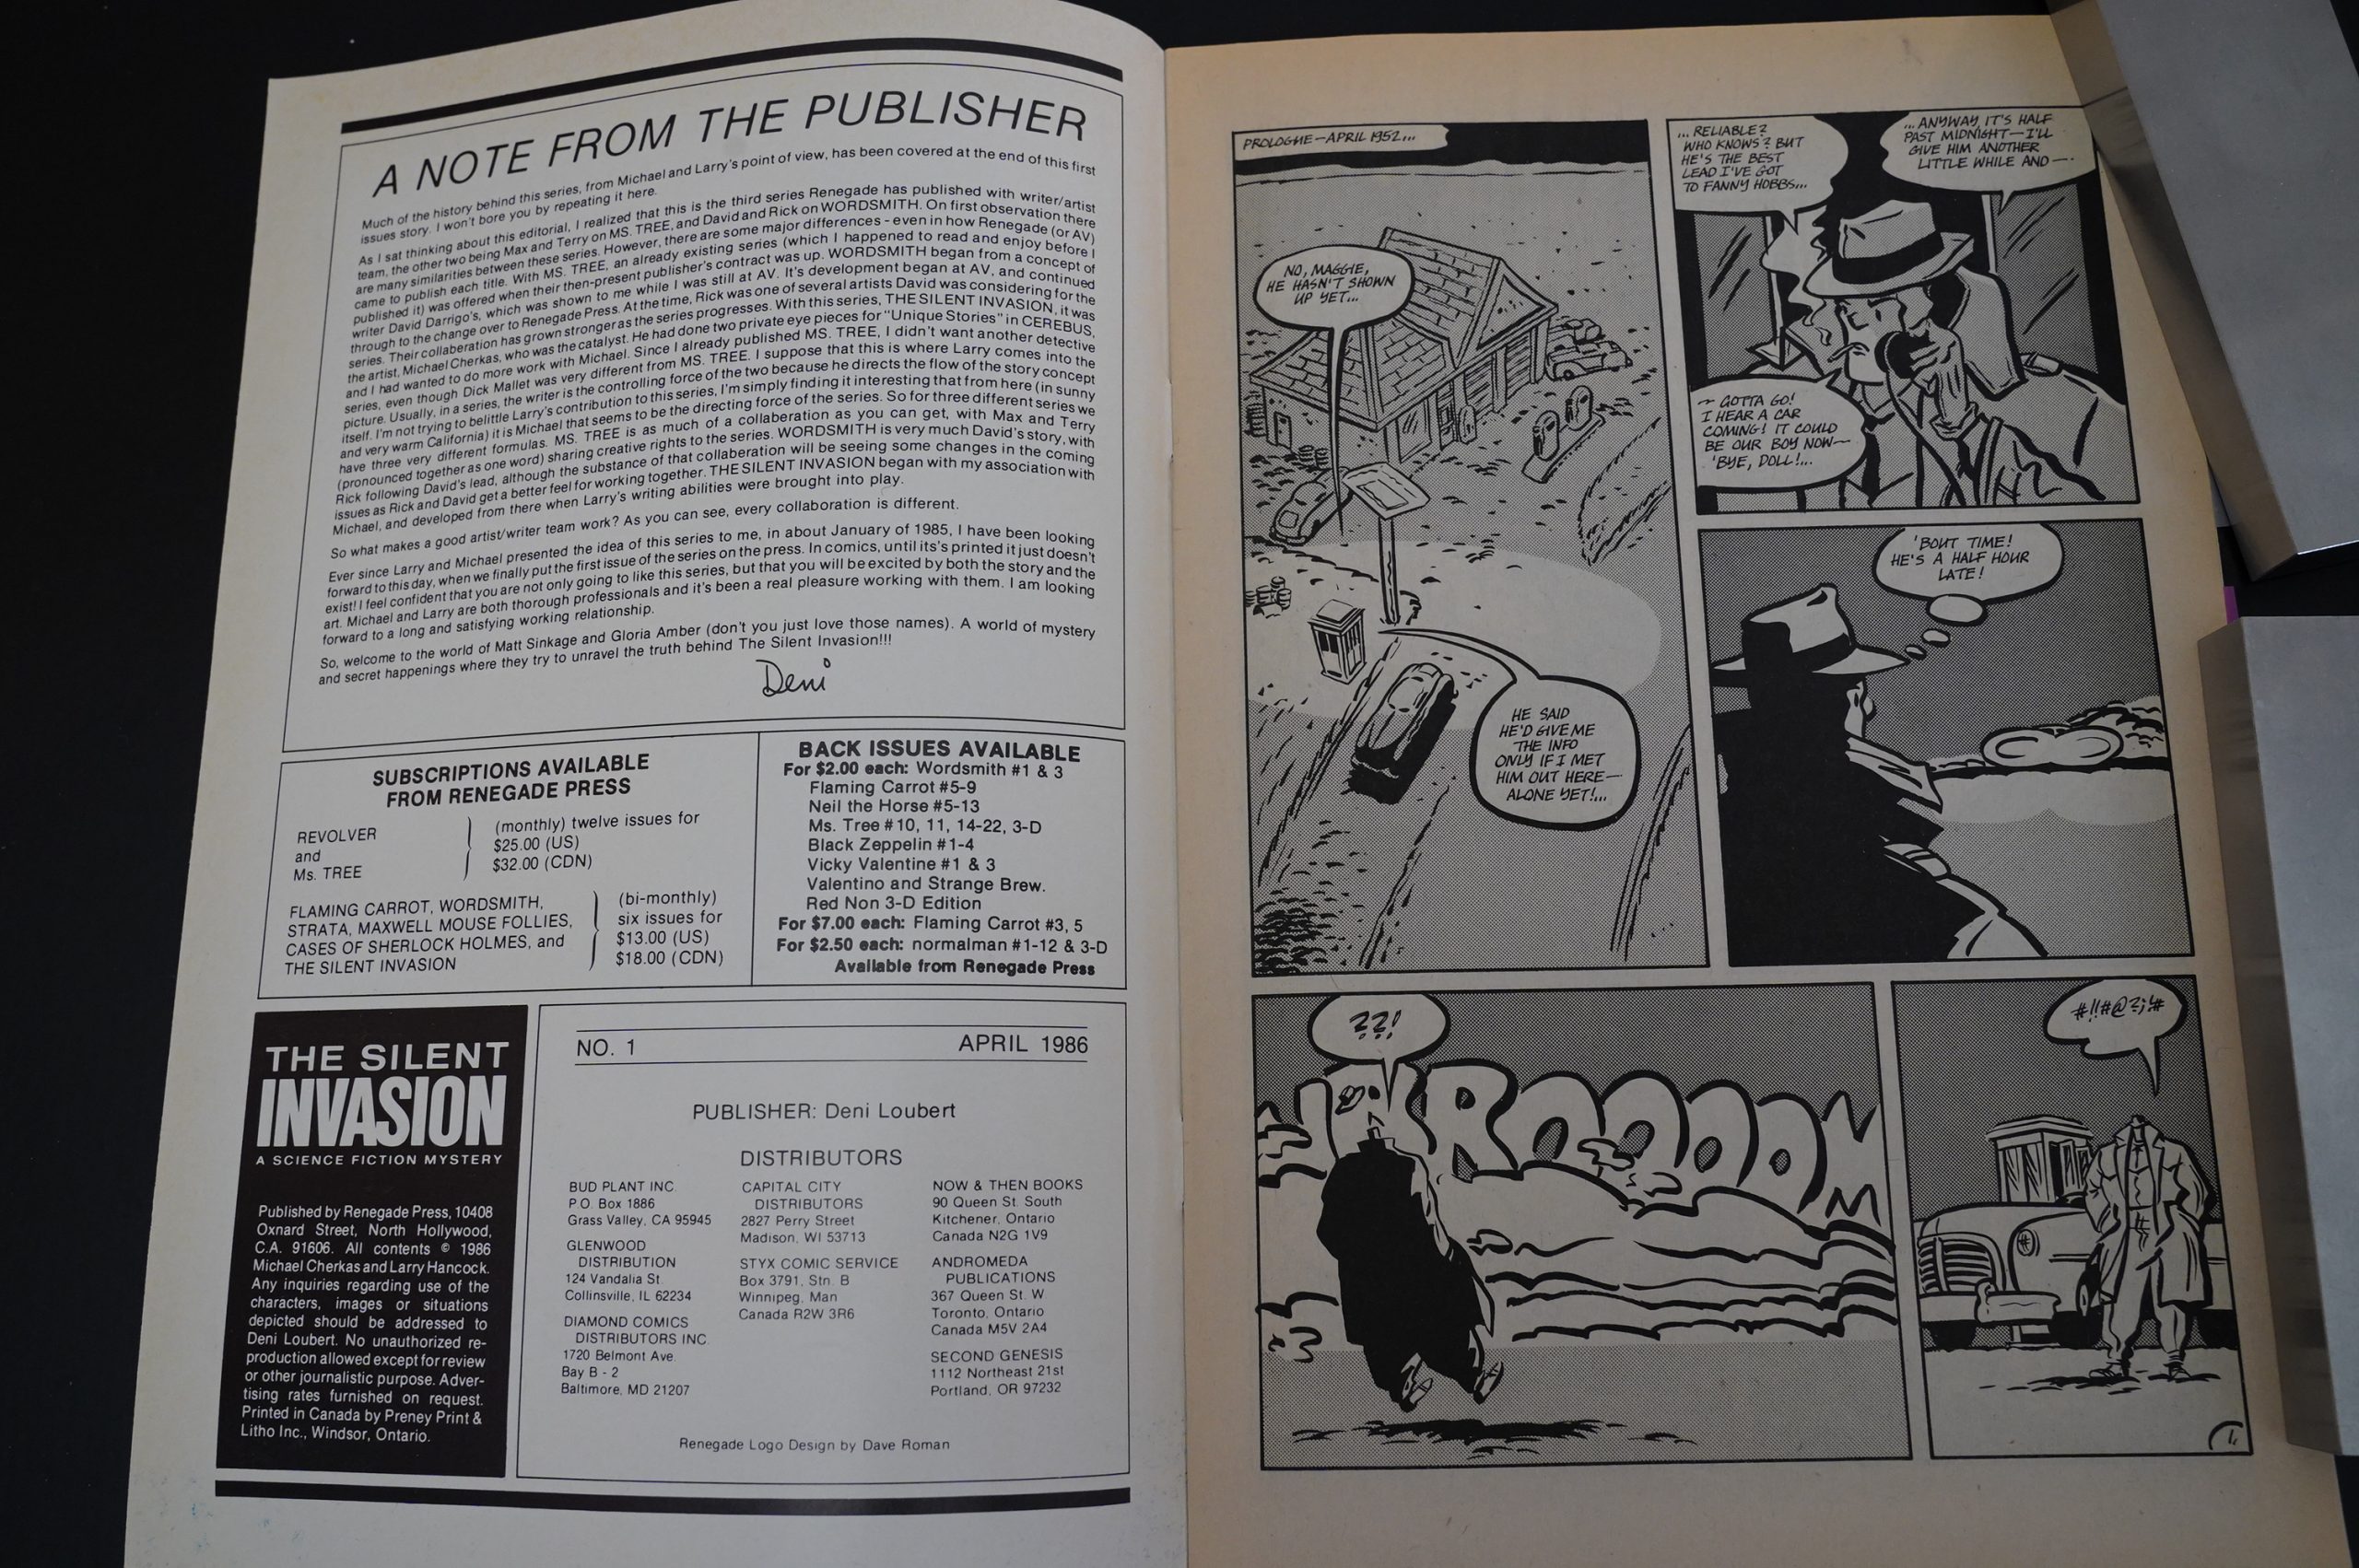 A NOTE FROM THE PUBLISHER
Much of the history behind this series, from Michael and Larry's point of view, has been covered at the end of this first
issues story. I won't bore you by repeating it here.
As I sat thinking about this editorial, I realized that this is the third series Renegade has published with writer/artist
team, the other two being Max and Terry on MS. TREE, and David and Rick on WORDSMITH. On first observation there
are many similarities between these series. However, there are some major differences - even in how Renegade (or AV)
came to publish each title. With MS. TREE, an already existing series (which I happened to read and enjoy before I
published it) was offered when their then-present publisher's contract was up. WORDSMITH began from a concept of
writer David Darrigo's, which was shown to me while I was still at AV. It's development began at AV, and continued
through to the change over to Renegade Press. At the time, Rick was one of several artists David was considering for the
series. Their collaboration has grown stronger as the series progresses. With this series, THE SILENT INVASION, it was
the artist, Michael Cherkas, who was the catalyst. He had done two private eye pieces for "Unique Stories" in CEREBUS,
and I had wanted to do more work with Michael. Since I already published MS. TREE, I didn't want another detective
series, even though Dick Mallet was very different from MS. TREE. I suppose that this is where Larry comes into the
picture. Usually, in a series, the writer is the controlling force of the two because he directs the flow of the story concept
itself. I'm not trying to belittle Larry's contribution to this series, I'm simply finding it interesting that from here (in sunny
and very warm California) it is Michael that seems to be the directing force of the series. So for three different series we
have three very different formulas. MS. TREE is as much of a collaboration as you can get, with Max and Terry
(pronounced together as one word) sharing creative rights to the series. WORDSMITH is very much David's story, with
Rick following David's lead, although the substance of that collaboration will be seeing some changes in the coming
issues as Rick and David get a better feel for working together. THE SILENT INVASION began with my association with
Michael, and developed from there when Larry's writing abilities were brought into play.
So what makes a good artist/writer team work? As you can see, every collaboration is different.
Ever since Larry and Michael presented the idea of this series to me, in about January of 1985, I have been looking
forward to this day, when we finally put the first issue of the series on the press. In comics, until its's printed it just doesn't
exist! I feel confident that you are not only going to like this series, but that you will be excited by both the story and the
art. Michael and Larry are both thorough professionals and it's been a real pleasure working with them. I am looking
forward to a long and satisfying working relationship.
So, welcome to the world of Matt Sinkage and Gloria Amber (don't you just love those names). A world of mystery
and secret happenings where they try to unravel the truth behind The Silent Invasion!!!
Deni
SUBSCRIPTIONS AVAILABLE
FROM RENEGADE PRESS
REVOLVER
and
Ms. TREE
(monthly) twelve issues for
$25.00 (US)
$32.00 (CDN)
FLAMING CARROT, WORDSMITH,
STRATA, MAXWELL MOUSE FOLLIES,
CASES OF SHERLOCK HOLMES, and
THE SILENT INVASION
(bi-monthly)
six issues for
$13.00 (US)
$18.00 (CDN)
BACK ISSUES AVAILABLE
For $2.00 each: Wordsmith #1 & 3
Flaming Carrot #5-9
Neil the Horse #5-13
Ms. Tree #10, 11, 14-22, 3-D
Black Zeppelin #1-4
Vicky Valentine #1 & 3
Valentino and Strange Brew.
Red Non 3-D Edition
For $7.00 each: Flaming Carrot #3, 5
For $2.50 each: normalman #1-12 & 3-D
Available from Renegade Press
THE SILENT
INVASION
A SCIENCE FICTION MYSTERY
Published by Renegade Press, 10408
Oxnard Street, North Hollywood,
C.A. 91606. All contents © 1986
Michael Cherkas and Larry Hancock.
Any inquiries regarding use of the
characters, images or situations
depicted should be addressed to
Deni Loubert. No unauthorized re-
production allowed except for review
or other journalistic purpose. Adver-
tising rates furnished on request.
Printed in Canada by Preney Print &
Litho Inc., Windsor, Ontario.
NO. 1
APRIL 1986
PUBLISHER: Deni Loubert
DISTRIBUTORS
BUD PLANT INC.
P.O. Box 1886
Grass Valley, CA 95945
GLENWOOD
DISTRIBUTION
124 Vandalia St.
Collinsville, IL 62234
DIAMOND COMICS
DISTRIBUTORS INC.
1720 Belmont Ave.
Bay B - 2
Baltimore, MD 21207
CAPITAL CITY
DISTRIBUTORS
2827 Perry Street
Madison, WI 53713
STYX COMIC SERVICE
Box 3791, Stn. B
Winnipeg, Man
Canada R2W 3R6
NOW & THEN BOOKS
90 Queen St. South
Kitchener, Ontario
Canada N2G 1V9
ANDROMEDA
PUBLICATIONS
367 Queen St. W
Toronto, Ontario
Canada M5V 2A4
SECOND GENESIS
1112 Northeast 21st
Portland, OR 97232
Renegade Logo Design by Dave Roman
PROLOGUE—APRIL 1952...
NO, MAGGIE,
HE HASN'T SHOWN
UP YET...
HE SAID
HE'D GIVE ME
THE INFO
ONLY IF I MET
HIM OUT HERE—
ALONE YET!...
... RELIABLE?
WHO KNOWS? BUT
HE'S THE BEST
LEAD I'VE GOT
TO FANNY HOBBS...
... ANYWAY, IT'S HALF
PAST MIDNIGHT—I'LL
GIVE HIM ANOTHER
LITTLE WHILE AND—
~ GOTTA GO!
I HEAR A CAR
COMING! IT COULD
BE OUR BOY NOW—
'BYE, DOLL!...
'BOUT TIME!
HE'S A HALF HOUR
LATE!
??!
#!!#@?;!#
1